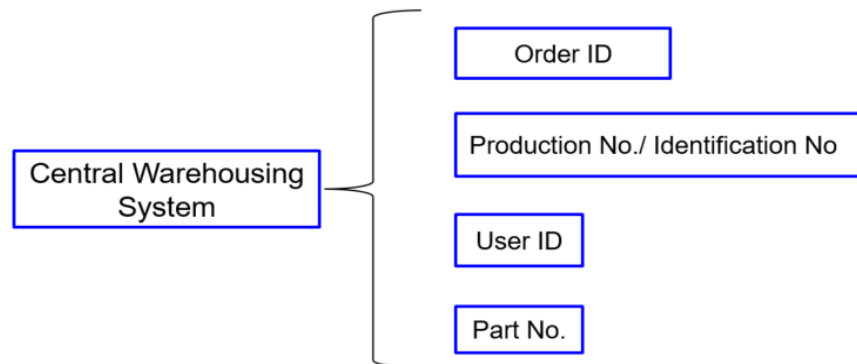 Order ID
Production No./ Identification No
Central Warehousing
System
User ID
Part No.